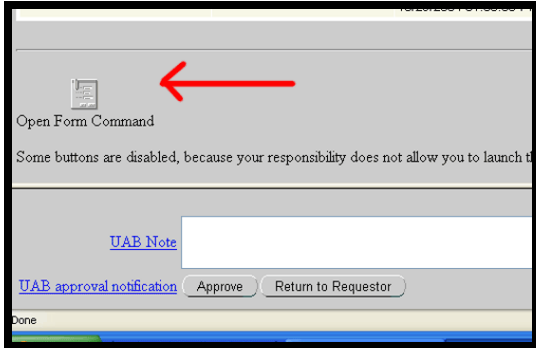 Open Form Command
Some buttons are disabled, because your responsibility does not allow you to launch
UAB Note
UAB approval notification Approve Return to Requestor
Done